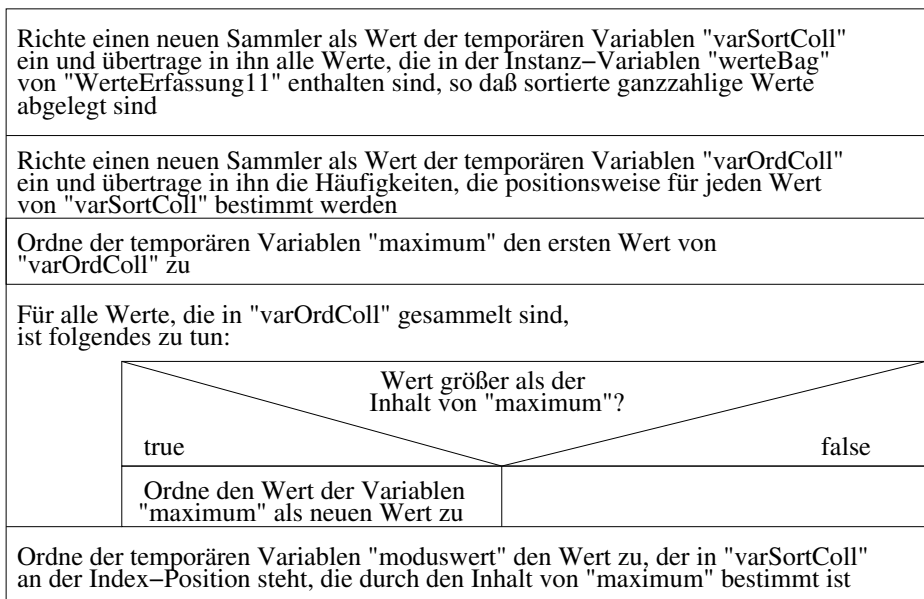 Richte einen neuen Sammler als Wert der temporären Variablen "varSortColl"
ein und übertrage in ihn alle Werte, die in der Instanz−Variablen "werteBag"
von "WerteErfassung11" enthalten sind, so daß sortierte ganzzahlige Werte
abgelegt sind
Richte einen neuen Sammler als Wert der temporären Variablen "varOrdColl"
ein und übertrage in ihn die Häufigkeiten, die positionsweise für jeden Wert
von "varSortColl" bestimmt werden
Ordne der temporären Variablen "maximum" den ersten Wert von
"varOrdColl" zu
Für alle Werte, die in "varOrdColl" gesammelt sind,
ist folgendes zu tun:
Wert größer als der
Inhalt von "maximum"?
true
false
Ordne den Wert der Variablen
"maximum" als neuen Wert zu
Ordne der temporären Variablen "moduswert" den Wert zu, der in "varSortColl"
an der Index−Position steht, die durch den Inhalt von "maximum" bestimmt ist